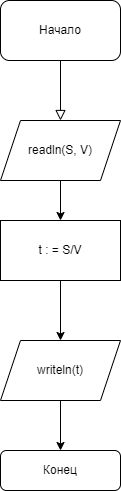 Начало
readln(S, V)
t : = S/V
writeln(t)
Конец